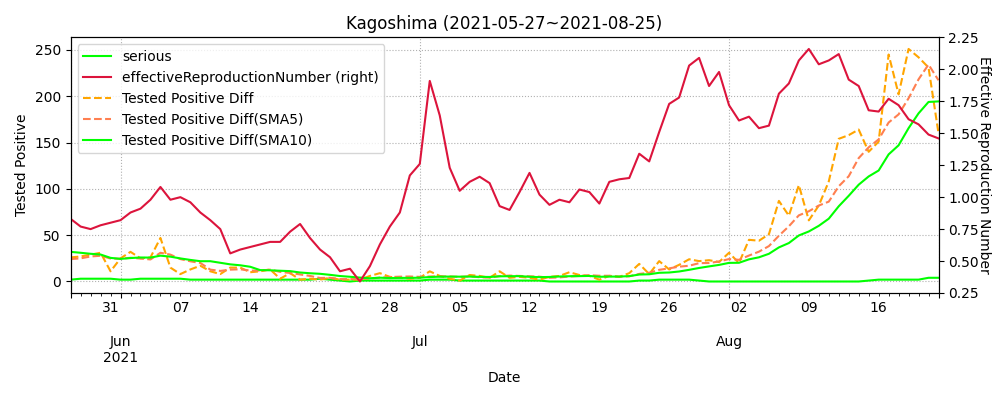 Kagoshima (2021-05-27~2021-08-25)
serious
effectiveReproductionNumber (right)
Tested Positive Diff
Tested Positive Diff(SMA5)
Tested Positive Diff(SMA10)
Tested Positive
250
200
150
100
50
0
2.25
2.00
1.75
1.50
1.25
1.00
0.75
0.50
0.25
Effective Reproduction Number
31 07 14 21 28 05 12 19 26 02 09 16
Jun Jul Aug
2021
Date